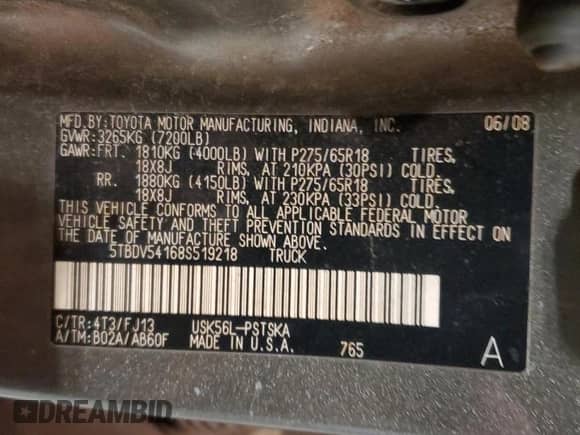 MFD.BY:TOYOTA MOTOR MANUFACTURING, INDIANA, INC. 06/08
GVWR:3265KG (7200LB)
GAWR:FRT. 1810KG (4000LB) WITH P275/65R18 TIRES,
18X8J RIMS, AT 210KPA (30PSI) COLD.
RR. 1880KG (4150LB) WITH P275/65R18 TIRES,
18X8J RIMS, AT 230KPA (33PSI) COLD.
THIS VEHICLE CONFORMS TO ALL APPLICABLE FEDERAL MOTOR
VEHICLE SAFETY AND THEFT PREVENTION STANDARDS IN EFFECT ON
THE DATE OF MANUFACTURE SHOWN ABOVE.
5TBDV54168S519218 TRUCK
C/TR:4T3/FJ13 USK56L-PSTSKA
A/TM:B02A/AB60F MADE IN U.S.A. 765 A
DREAMBID